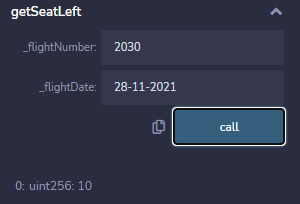 getSeatLeft
_flightNumber: 2030
_flightDate: 28-11-2021
call
0: uint256: 10